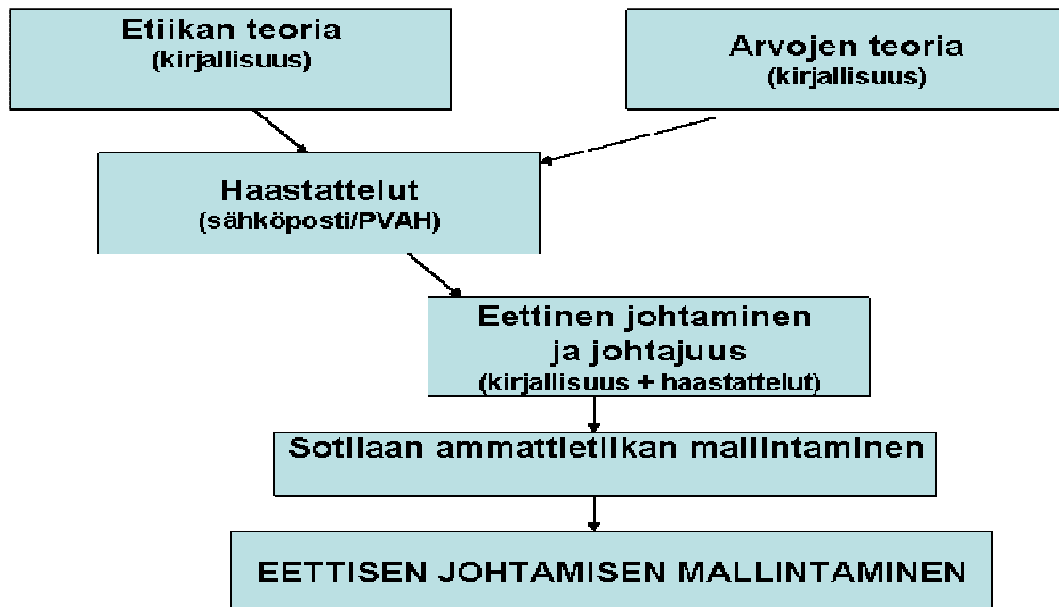 Etiikan teoria
(kirjallisuus)
Arvojen teoria
(kirjallisuus)
Haastattelut
(sähköposti/PVAH)
Eettinen johtaminen
ja johtajuus
(kirjallisuus + haastattelut)
Sotilaan ammattietiikan mallintaminen
EETTISEN JOHTAMISEN MALLINTAMINEN